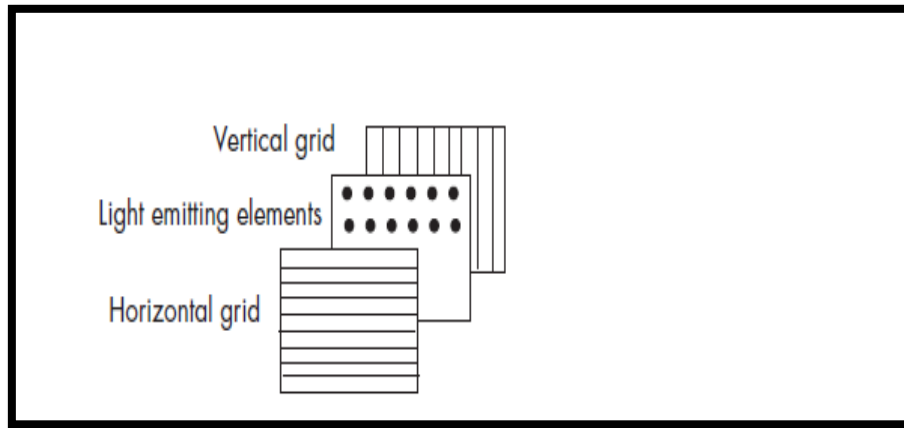 Vertical grid
Light emitting elements
Horizontal grid